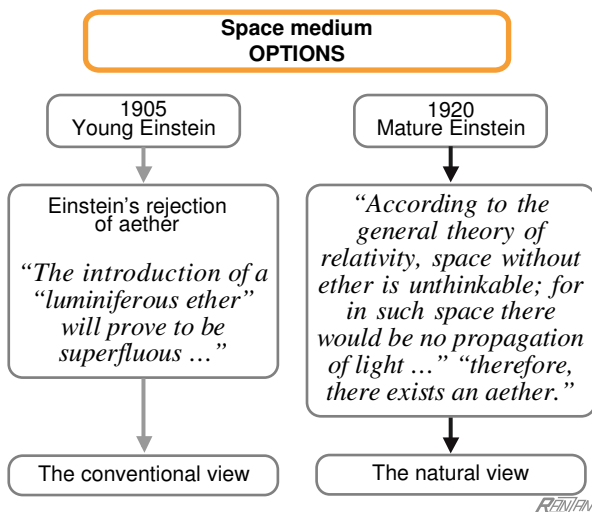 Space medium
OPTIONS
1905
Young Einstein
Einstein's rejection
of aether
“The introduction of a
“luminiferous ether”
will prove to be
superfluous …”
The conventional view
1920
Mature Einstein
“According to the
general theory of
relativity, space without
ether is unthinkable; for
in such space there
would be no propagation
of light …” “therefore,
there exists an aether.”
The natural view
RANZAN